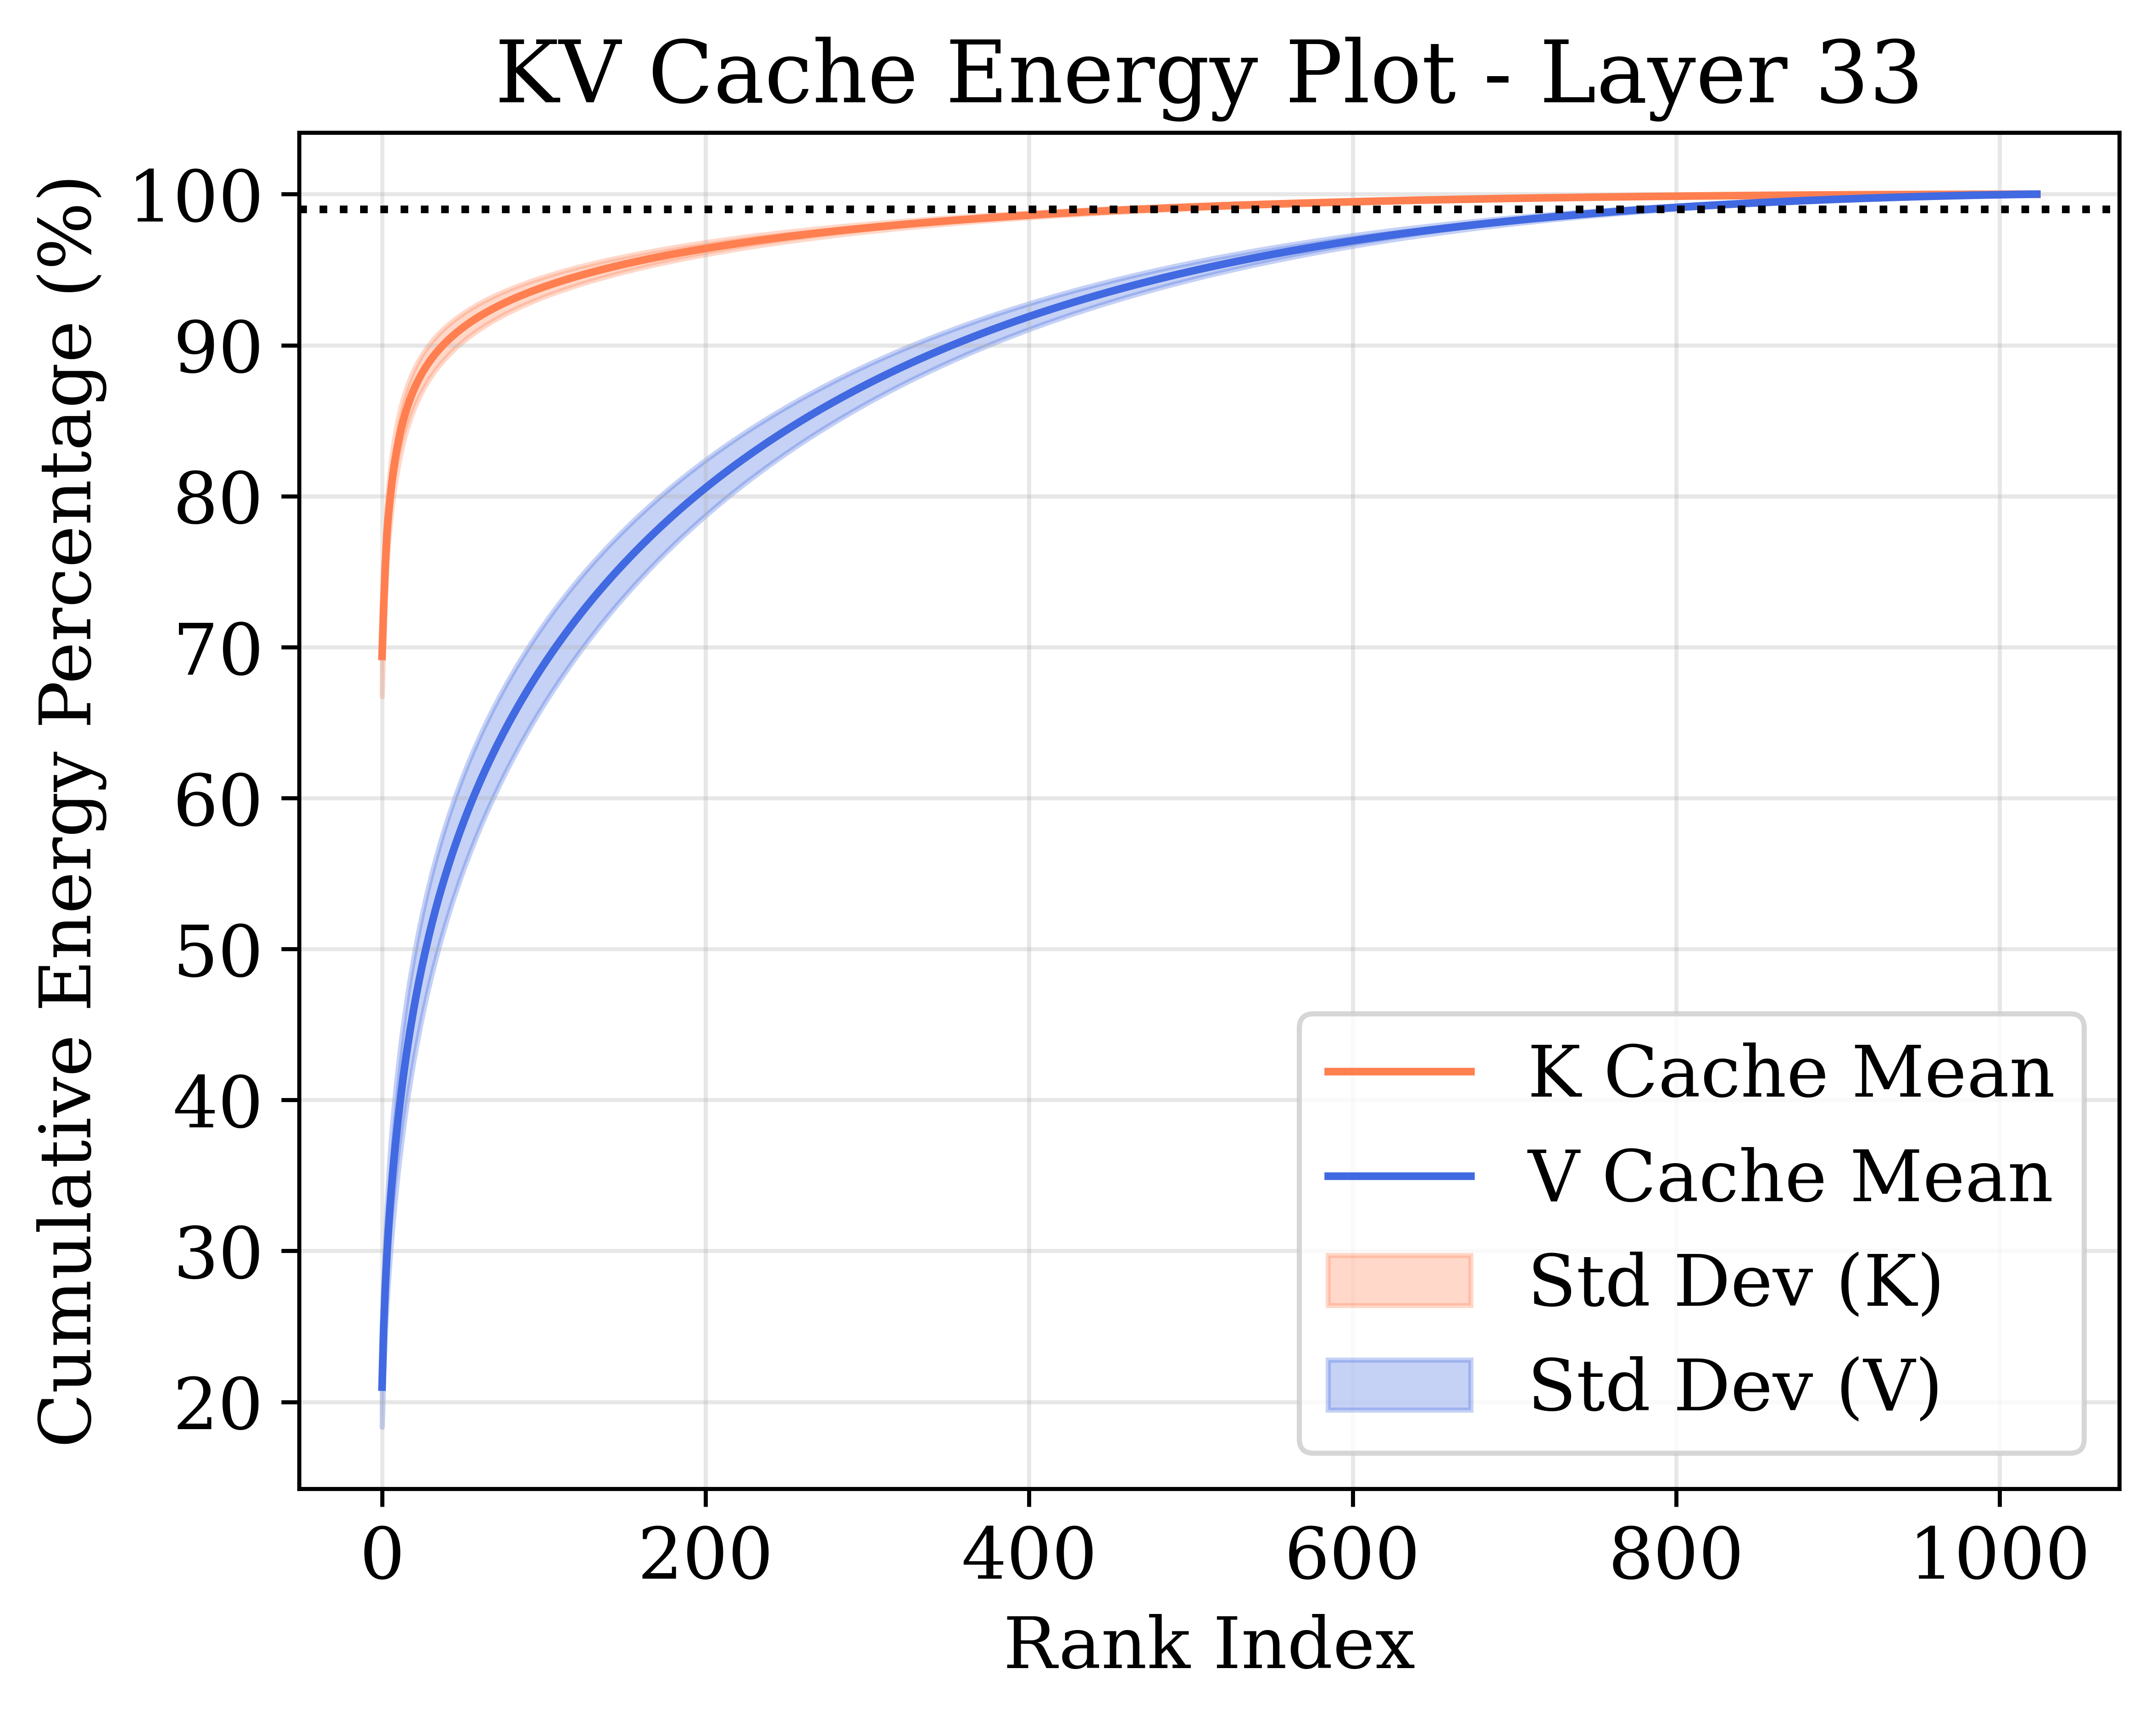 KV Cache Energy Plot - Layer 33
Cumulative Energy Percentage (%)
100
90
80
70
60
50
40
30
20
K Cache Mean
V Cache Mean
Std Dev (K)
Std Dev (V)
0 200 400 600 800 1000
Rank Index